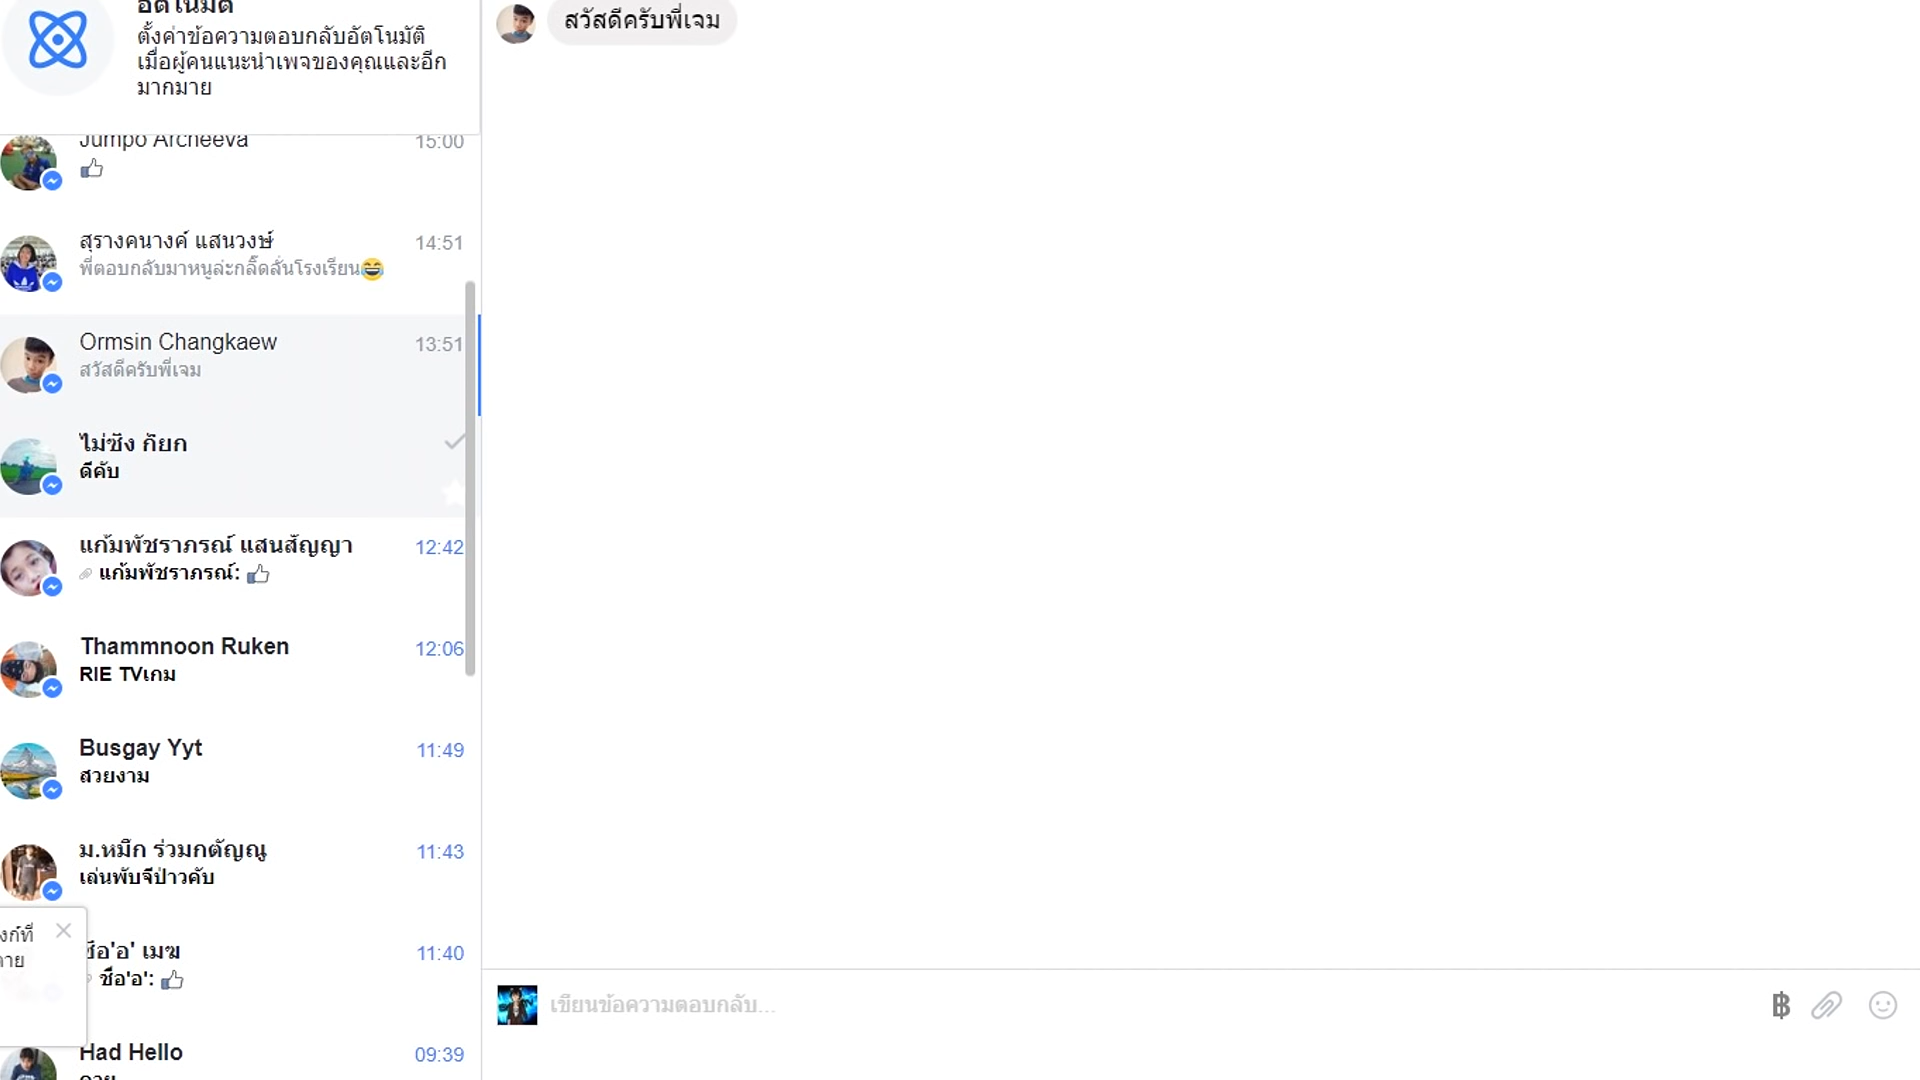 อัตโนมัติ
ตั้งค่าข้อความตอบกลับอัตโนมัติ
เมื่อผู้คนแนะนำเพจของคุณและอีก
มากมาย
Jumpo Archeeva 15:00
สุรางคนางค์ แสนวงษ์ 14:51
พี่ตอบกลับมาหนูล่ะกลิ๊ดลั่นโรงเรียน😂
Ormsin Changkaew 13:51
สวัสดีครับพี่เจม
ไม่ซิ่ง ก้ยก
ดีคับ
แก้มพัชราภรณ์ แสนสัญญา 12:42
แก้มพัชราภรณ์:
Thammnoon Ruken 12:06
RIE TVเกม
Busgay Yyt 11:49
สวยงาม
ม.หมึก ร่วมกตัญญู 11:43
เล่นพับจีป่าวคับ
ชือ'อ' เมฆ 11:40
ชือ'อ':
Had Hello 09:39
สวัสดีครับพี่เจม
เขียนข้อความตอบกลับ...